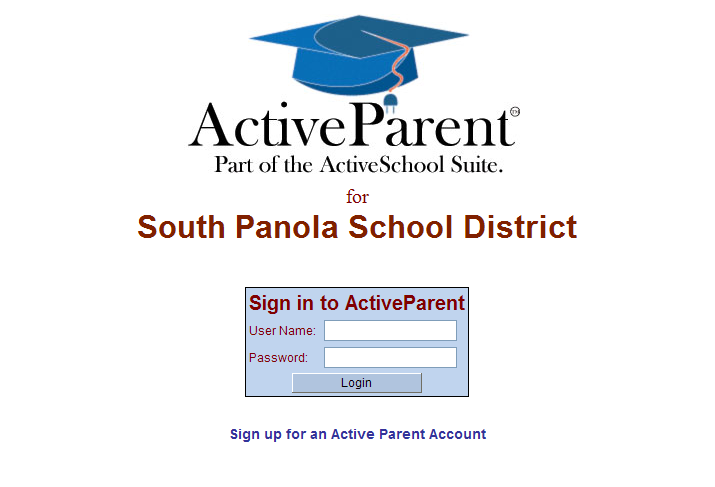 ActiveParent™
Part of the ActiveSchool Suite.
for
South Panola School District
Sign in to ActiveParent
User Name:
Password:
Login
Sign up for an Active Parent Account